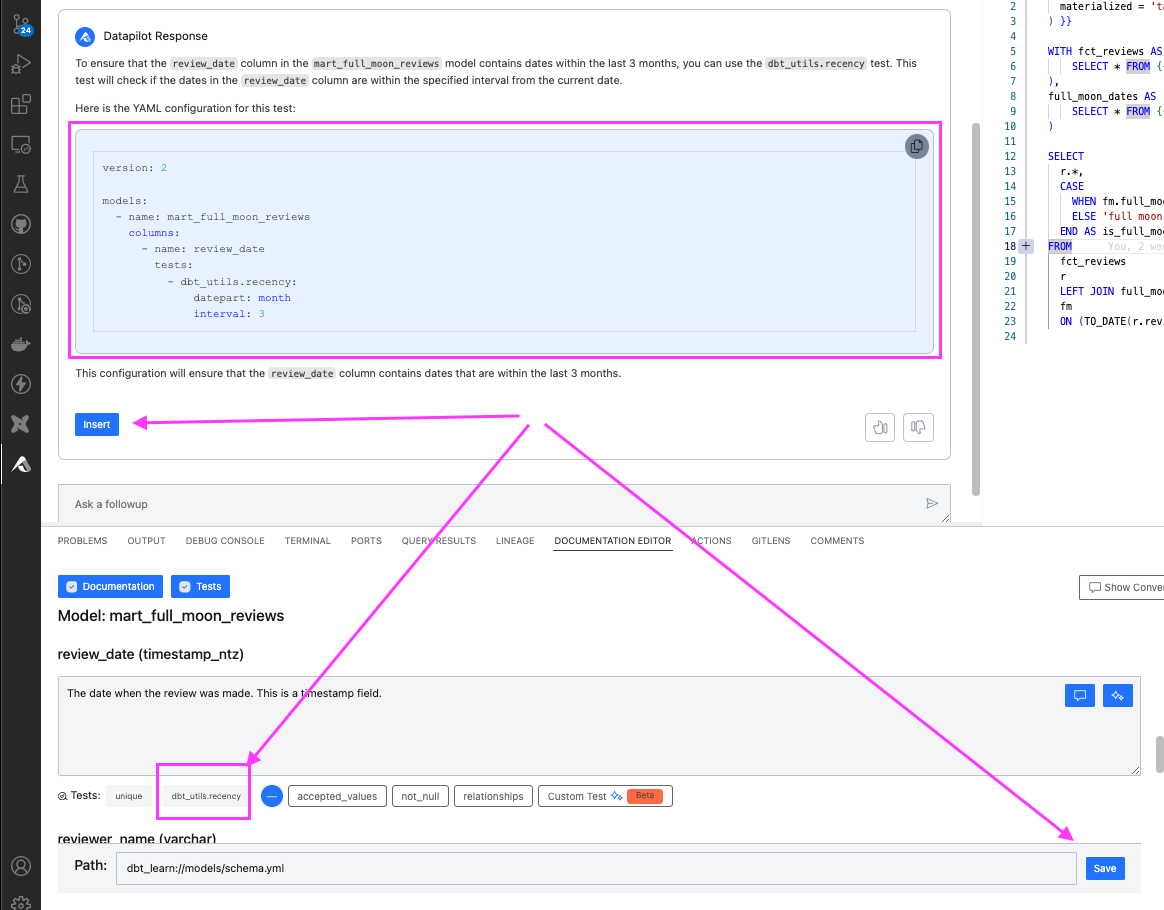 24
Datapilot Response
To ensure that the review_date column in the mart_full_moon_reviews model contains dates within the last 3 months, you can use the dbt_utils.recency test. This
test will check if the dates in the review_date column are within the specified interval from the current date.
Here is the YAML configuration for this test:
version: 2
models:
- name: mart_full_moon_reviews
columns:
- name: review_date
tests:
- dbt_utils.recency:
datepart: month
interval: 3
This configuration will ensure that the review_date column contains dates that are within the last 3 months.
Insert
Ask a followup
2 materialized = 'ta
3 ) }}
4
5 WITH fct_reviews AS
6 SELECT * FROM {
7 ),
8 full_moon_dates AS
9 SELECT * FROM {
10 )
11
12 SELECT
13 r.*,
14 CASE
15 WHEN fm.full_mo
16 ELSE 'full moon
17 END AS is_full_mo
18 + FROM You, 2 wee
19 fct_reviews
20 r
21 LEFT JOIN full_mo
22 fm
23 ON (TO_DATE(r.revi
24
PROBLEMS OUTPUT DEBUG CONSOLE TERMINAL PORTS QUERY RESULTS LINEAGE DOCUMENTATION EDITOR ACTIONS GITLENS COMMENTS
Documentation Tests Show Conver
Model: mart_full_moon_reviews
review_date (timestamp_ntz)
The date when the review was made. This is a timestamp field.
Tests: unique dbt_utils.recency accepted_values not_null relationships Custom Test Beta
reviewer_name (varchar)
Path: dbt_learn://models/schema.yml Save